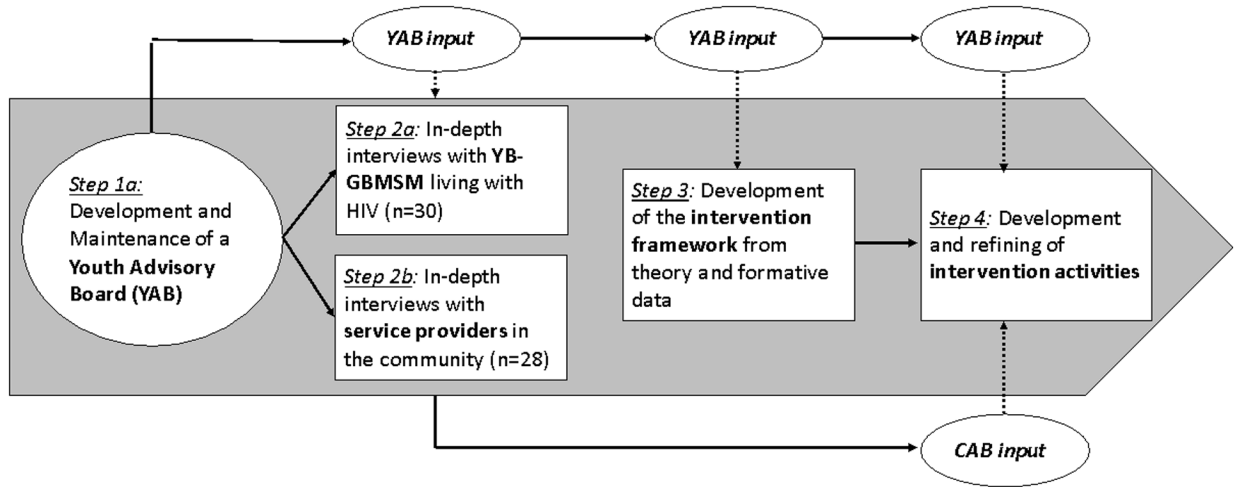 YAB input
YAB input
YAB input
Step 1a:
Development and
Maintenance of a
Youth Advisory
Board (YAB)
Step 2a: In-depth
interviews with YB-
GBMSM living with
HIV (n=30)
Step 2b: In-depth
interviews with
service providers in
the community (n=28)
Step 3: Development
of the intervention
framework from
theory and formative
data
Step 4: Development
and refining of
intervention activities
CAB input